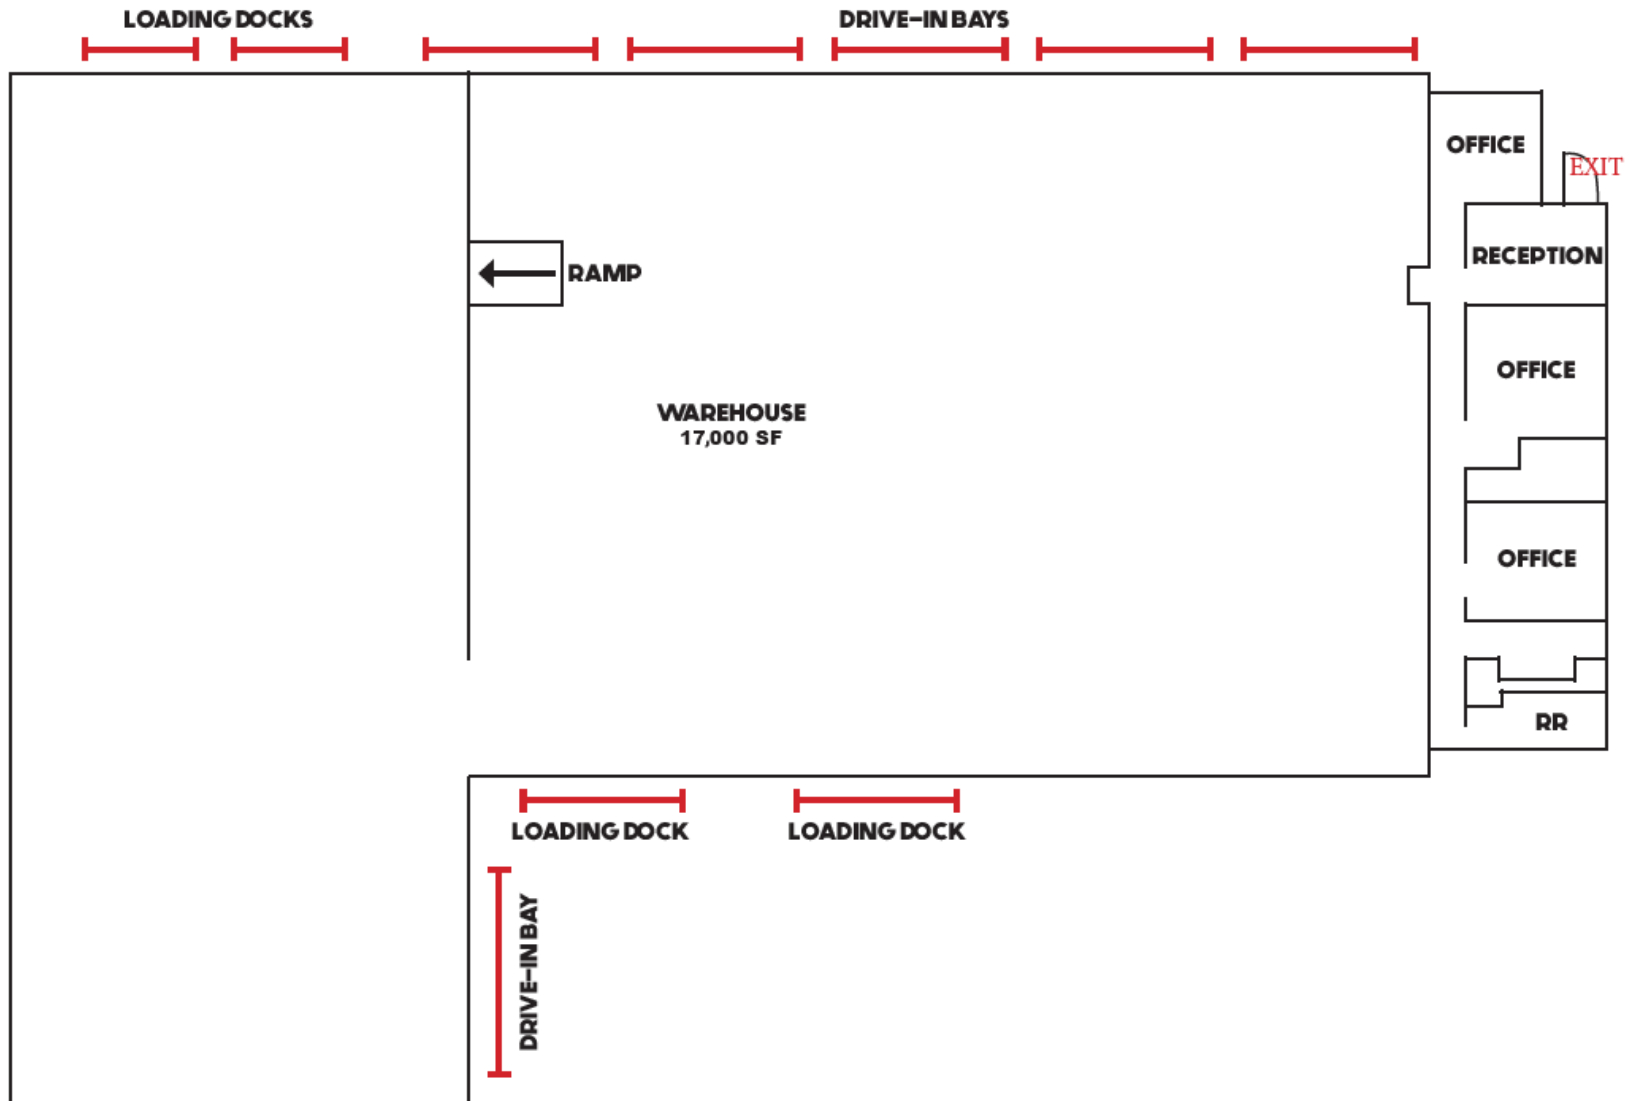 LOADING DOCKS
DRIVE-IN BAYS
OFFICE
EXIT
RECEPTION
RAMP
OFFICE
WAREHOUSE
17,000 SF
OFFICE
RR
LOADING DOCK
LOADING DOCK
DRIVE-IN BAY